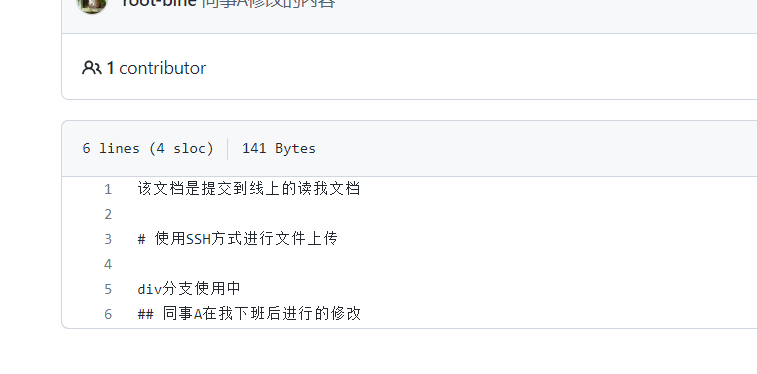 root-bine 同事A修改的内容
1 contributor
6 lines (4 sloc) 141 Bytes
1 该文档是提交到线上的读我文档
2
3 # 使用SSH方式进行文件上传
4
5 div分支使用中
6 ## 同事A在我下班后进行的修改